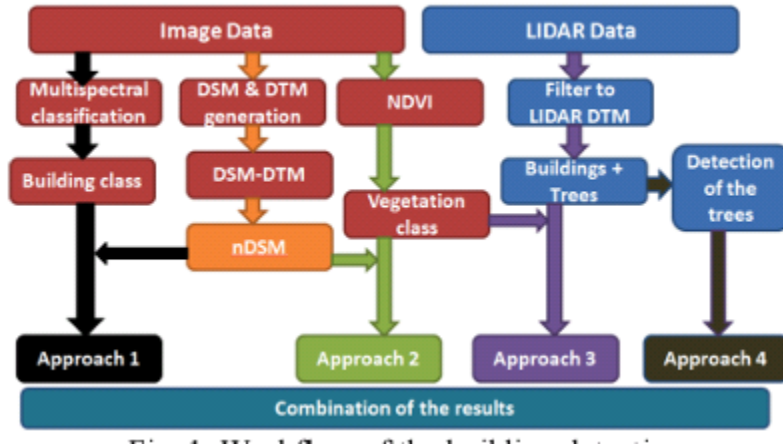 Image Data
LIDAR Data
Multispectral
classification
DSM & DTM
generation
NDVI
Filter to
LIDAR DTM
Building class
DSM-DTM
Vegetation
class
Buildings +
Trees
Detection
of the
trees
nDSM
Approach 1
Approach 2
Approach 3
Approach 4
Combination of the results